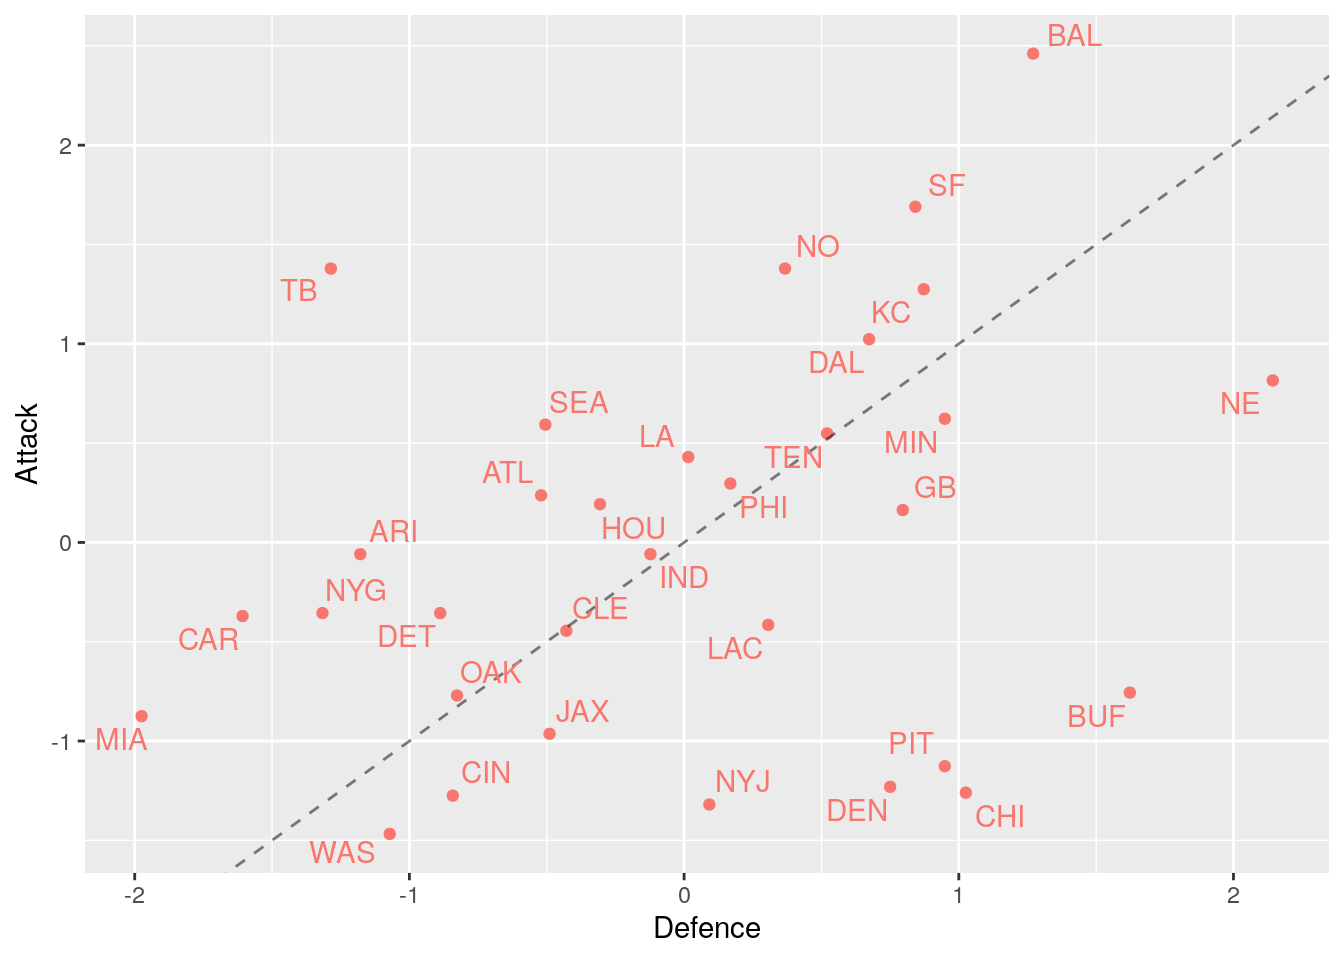 BAL
2
SF
NO
TB
KC
1
DAL
NE
SEA
LA
MIN
TEN
ATL
GB
PHI
HOU
ARI
0
IND
NYG
CLE
CAR
DET
LAC
OAK
JAX
BUF
MIA
-1
PIT
CIN
NYJ
DEN
CHI
WAS
-2 -1 0 1 2
Defence
Attack